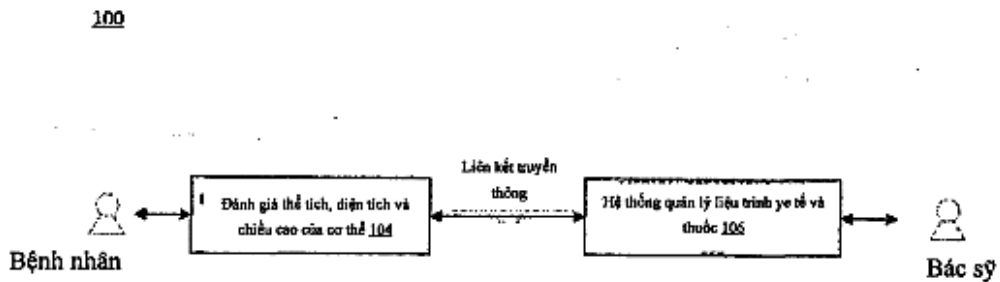 100
Liên kết truyền
thông
Đánh giá thể tích, diện tích và
chiều cao của cơ thể 104
Hệ thống quản lý liệu trình ye tế và
thuốc 106
Bệnh nhân
Bác sỹ